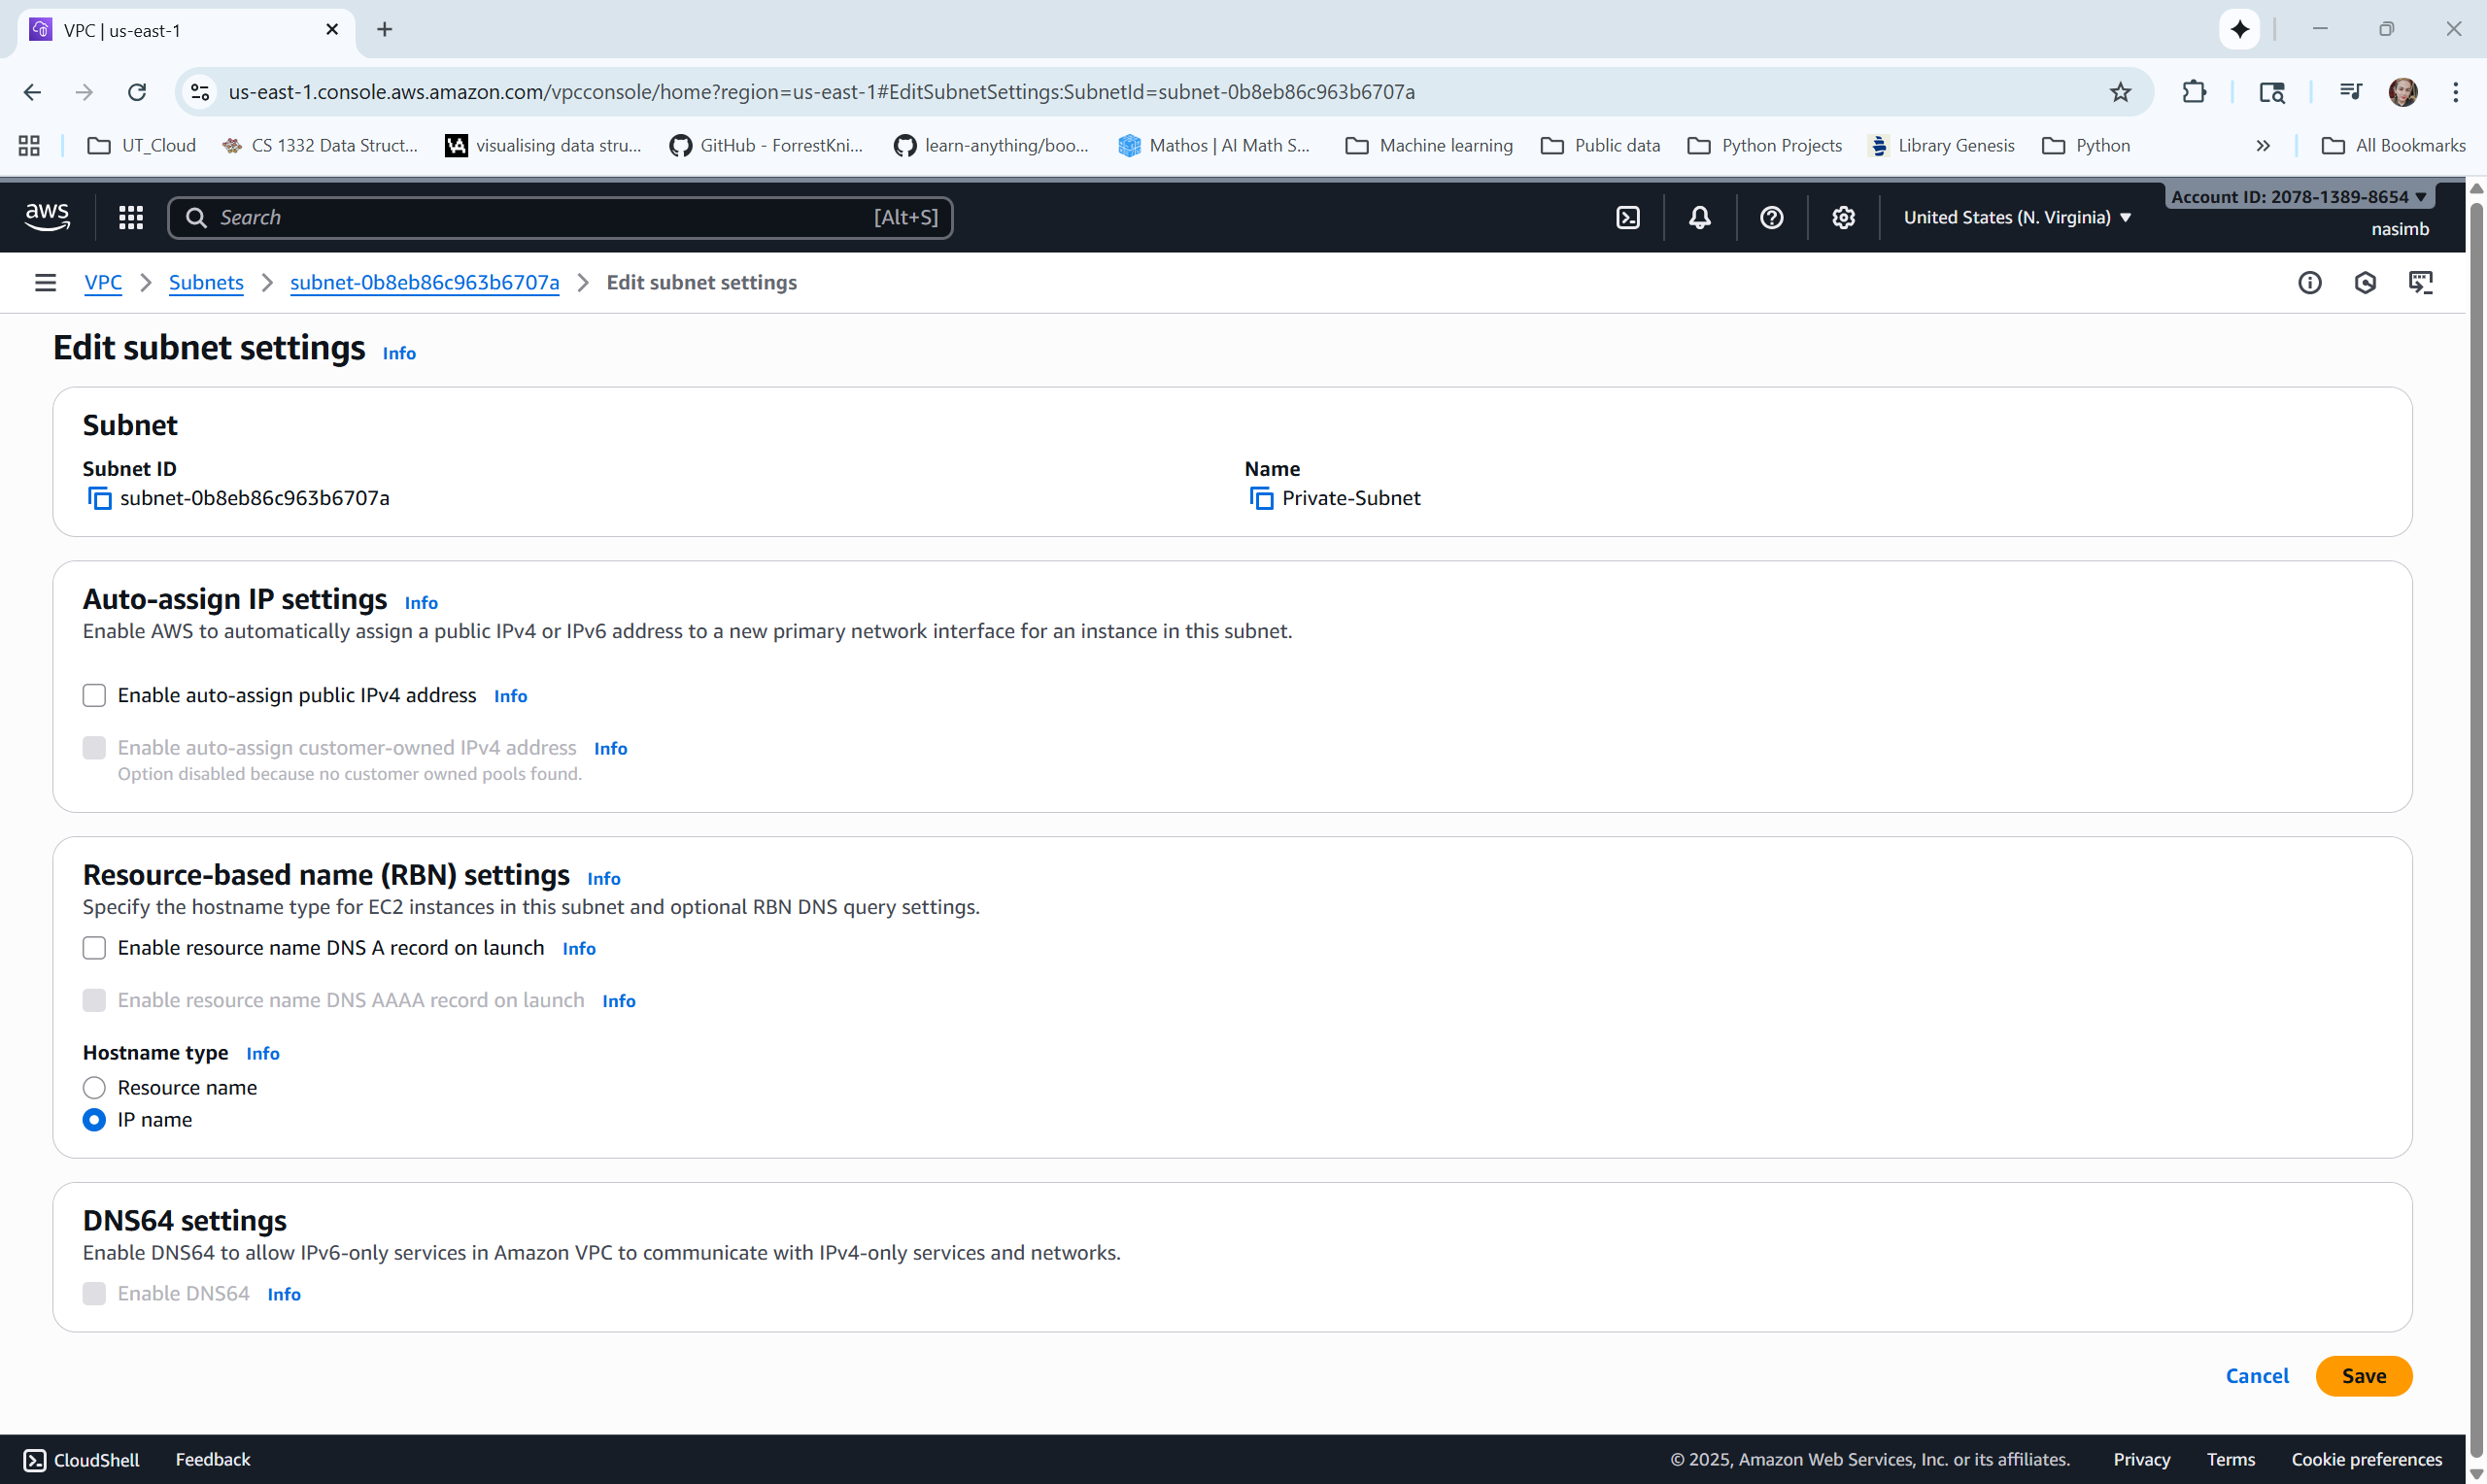 VPC | us-east-1
us-east-1.console.aws.amazon.com/vpcconsole/home?region=us-east-1#EditSubnetSettings:SubnetId=subnet-0b8eb86c963b6707a
UT_Cloud
CS 1332 Data Struct...
visualising data stru...
GitHub - ForrestKni...
learn-anything/boo...
Mathos | AI Math S...
Machine learning
Public data
Python Projects
Library Genesis
Python
All Bookmarks
aws
Search
[Alt+S]
United States (N. Virginia)
Account ID: 2078-1389-8654
nasimb
VPC
Subnets
subnet-0b8eb86c963b6707a
Edit subnet settings
Edit subnet settings Info
Subnet
Subnet ID
subnet-0b8eb86c963b6707a
Name
Private-Subnet
Auto-assign IP settings Info
Enable AWS to automatically assign a public IPv4 or IPv6 address to a new primary network interface for an instance in this subnet.
Enable auto-assign public IPv4 address Info
Enable auto-assign customer-owned IPv4 address Info
Option disabled because no customer owned pools found.
Resource-based name (RBN) settings Info
Specify the hostname type for EC2 instances in this subnet and optional RBN DNS query settings.
Enable resource name DNS A record on launch Info
Enable resource name DNS AAAA record on launch Info
Hostname type Info
Resource name
IP name
DNS64 settings
Enable DNS64 to allow IPv6-only services in Amazon VPC to communicate with IPv4-only services and networks.
Enable DNS64 Info
Cancel
Save
CloudShell
Feedback
© 2025, Amazon Web Services, Inc. or its affiliates.
Privacy
Terms
Cookie preferences